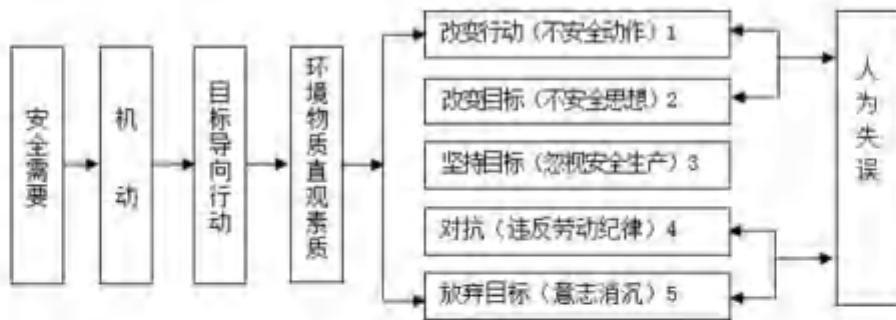 安全需要
机动
目标导向行动
环境物质直观素质
改变行动（不安全动作）1
改变目标（不安全思想）2
坚持目标（忽视安全生产）3
对抗（违反劳动纪律）4
放弃目标（意志消沉）5
人为失误